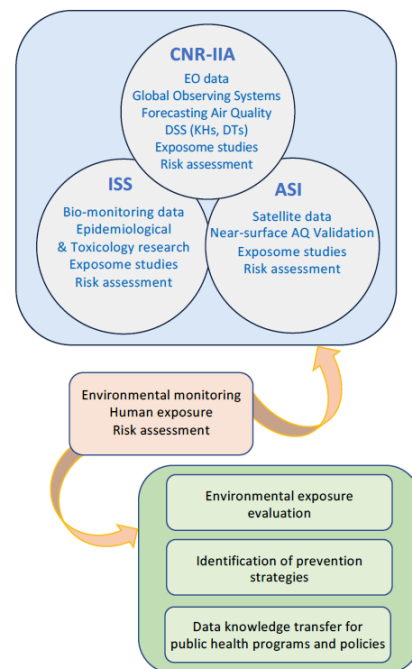 CNR-IIA
EO data
Global Observing Systems
Forecasting Air Quality
DSS (KHs, DTs)
Exposome studies
Risk assessment
ISS
Bio-monitoring data
Epidemiological
& Toxicology research
Exposome studies
Risk assessment
ASI
Satellite data
Near-surface AQ Validation
Exposome studies
Risk assessment
Environmental monitoring
Human exposure
Risk assessment
Environmental exposure
evaluation
Identification of prevention
strategies
Data knowledge transfer for
public health programs and policies